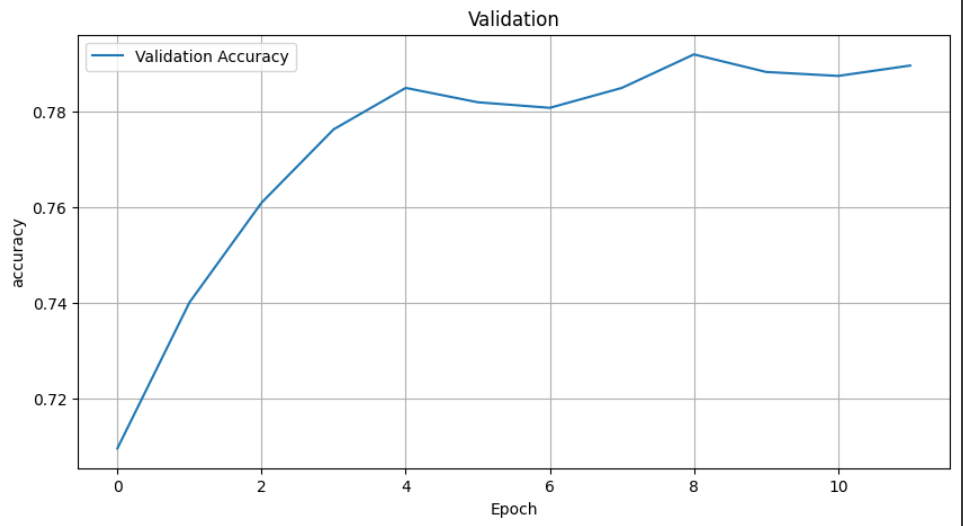 Validation
Validation Accuracy
0.78
0.76
0.74
0.72
accuracy
0 2 4 6 8 10
Epoch